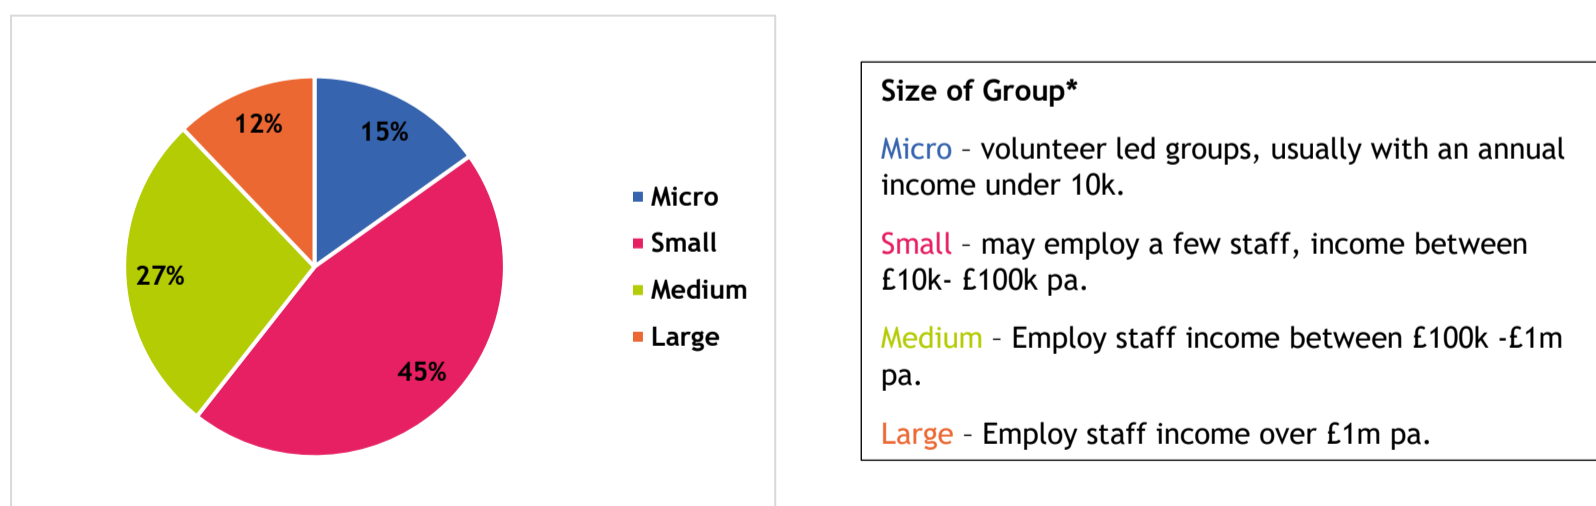 12%
15%
27%
45%
Micro
Small
Medium
Large
Size of Group*
Micro – volunteer led groups, usually with an annual
income under 10k.
Small – may employ a few staff, income between
£10k- £100k pa.
Medium – Employ staff income between £100k -£1m
pa.
Large – Employ staff income over £1m pa.